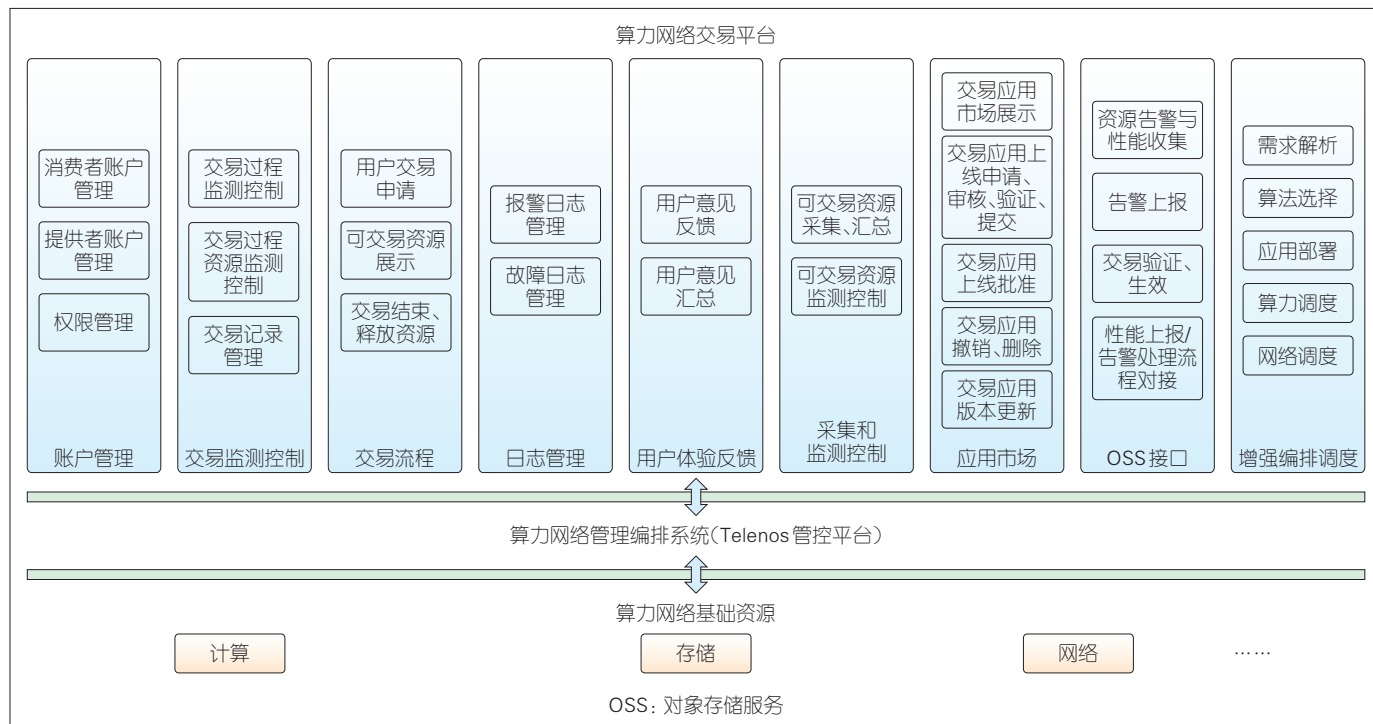 算力网络交易平台
消费者账户
管理
提供者账户
管理
权限管理
账户管理
交易过程
监测控制
交易过程
资源监测
控制
交易记录
管理
交易监测控制
用户交易
申请
可交易资源
展示
交易结束、
释放资源
交易流程
报警日志
管理
故障日志
管理
日志管理
用户意见
反馈
用户意见
汇总
用户体验反馈
可交易资源
采集、汇总
可交易资源
监测控制
采集和
监测控制
交易应用
市场展示
交易应用上
线申请、
审核、验证、
提交
交易应用
上线批准
交易应用
撤销、删除
交易应用
版本更新
应用市场
资源告警与
性能收集
告警上报
交易验证、
生效
性能上报/
告警处理流
程对接
OSS接口
需求解析
算法选择
应用部署
算力调度
网络调度
增强编排调度
算力网络管理编排系统(Telenos管控平台)
算力网络基础资源
计算
存储
网络
……
OSS：对象存储服务